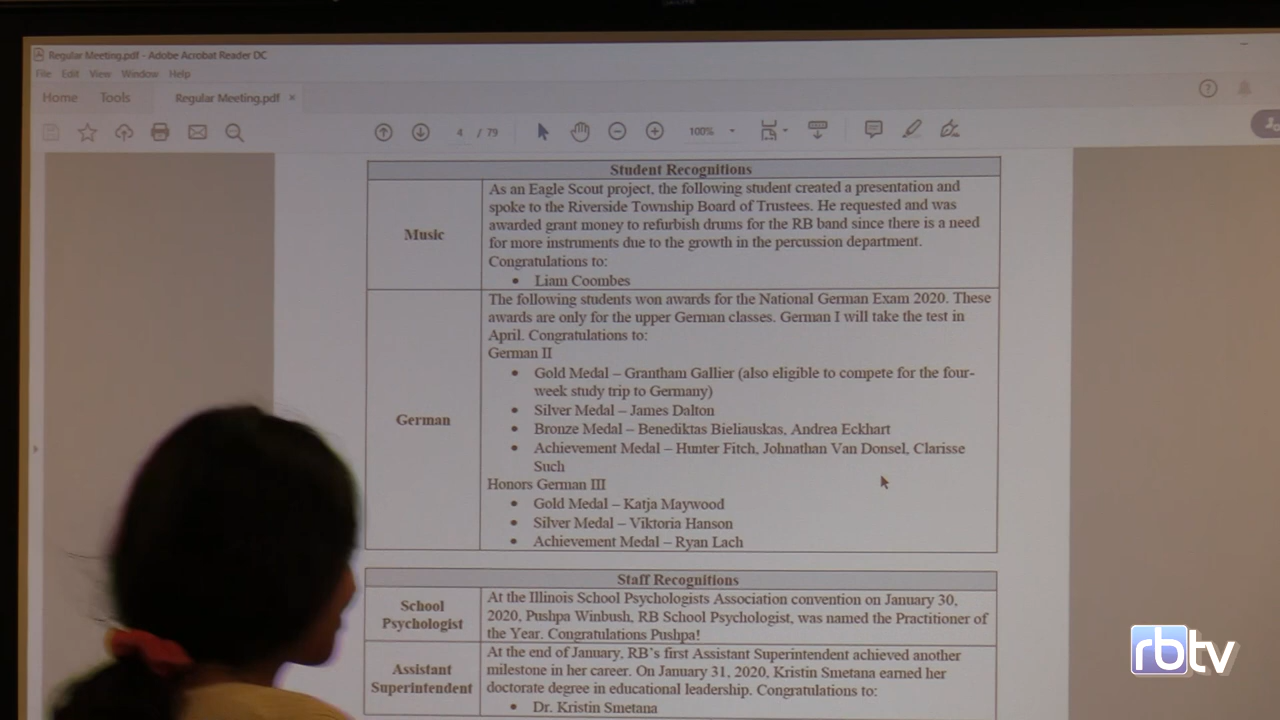 Regular Meeting.pdf - Adobe Acrobat Reader DC
File Edit View Window Help
Home Tools Regular Meeting.pdf ×
4 / 79 100%
Student Recognitions
Music
As an Eagle Scout project, the following student created a presentation and
spoke to the Riverside Township Board of Trustees. He requested and was
awarded grant money to refurbish drums for the RB band since there is a need
for more instruments due to the growth in the percussion department.
Congratulations to:
• Liam Coombes
German
The following students won awards for the National German Exam 2020. These
awards are only for the upper German classes. German I will take the test in
April. Congratulations to:
German II
• Gold Medal – Grantham Gallier (also eligible to compete for the four-
week study trip to Germany)
• Silver Medal – James Dalton
• Bronze Medal – Benediktas Bieliauskas, Andrea Eckhart
• Achievement Medal – Hunter Fitch, Johnathan Van Donsel, Clarisse
Such
Honors German III
• Gold Medal – Katja Maywood
• Silver Medal – Viktoria Hanson
• Achievement Medal – Ryan Lach
Staff Recognitions
School
Psychologist
At the Illinois School Psychologists Association convention on January 30,
2020, Pushpa Winbush, RB School Psychologist, was named the Practitioner of
the Year. Congratulations Pushpa!
Assistant
Superintendent
At the end of January, RB's first Assistant Superintendent achieved another
milestone in her career. On January 31, 2020, Kristin Smetana earned her
doctorate degree in educational leadership. Congratulations to:
• Dr. Kristin Smetana
rbtv